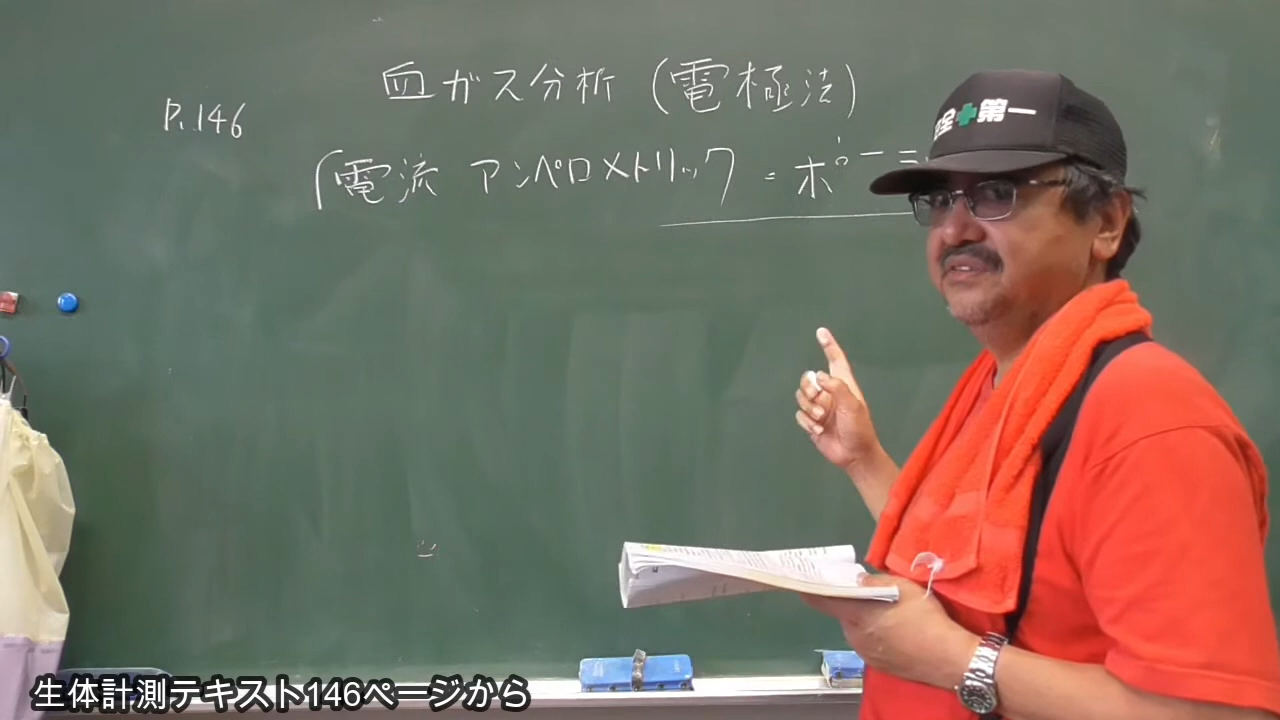 血ガス分析(電極法)
P.146
電流 アンペロメトリック = ポーラ
全+第一
生体計測テキスト146ページから